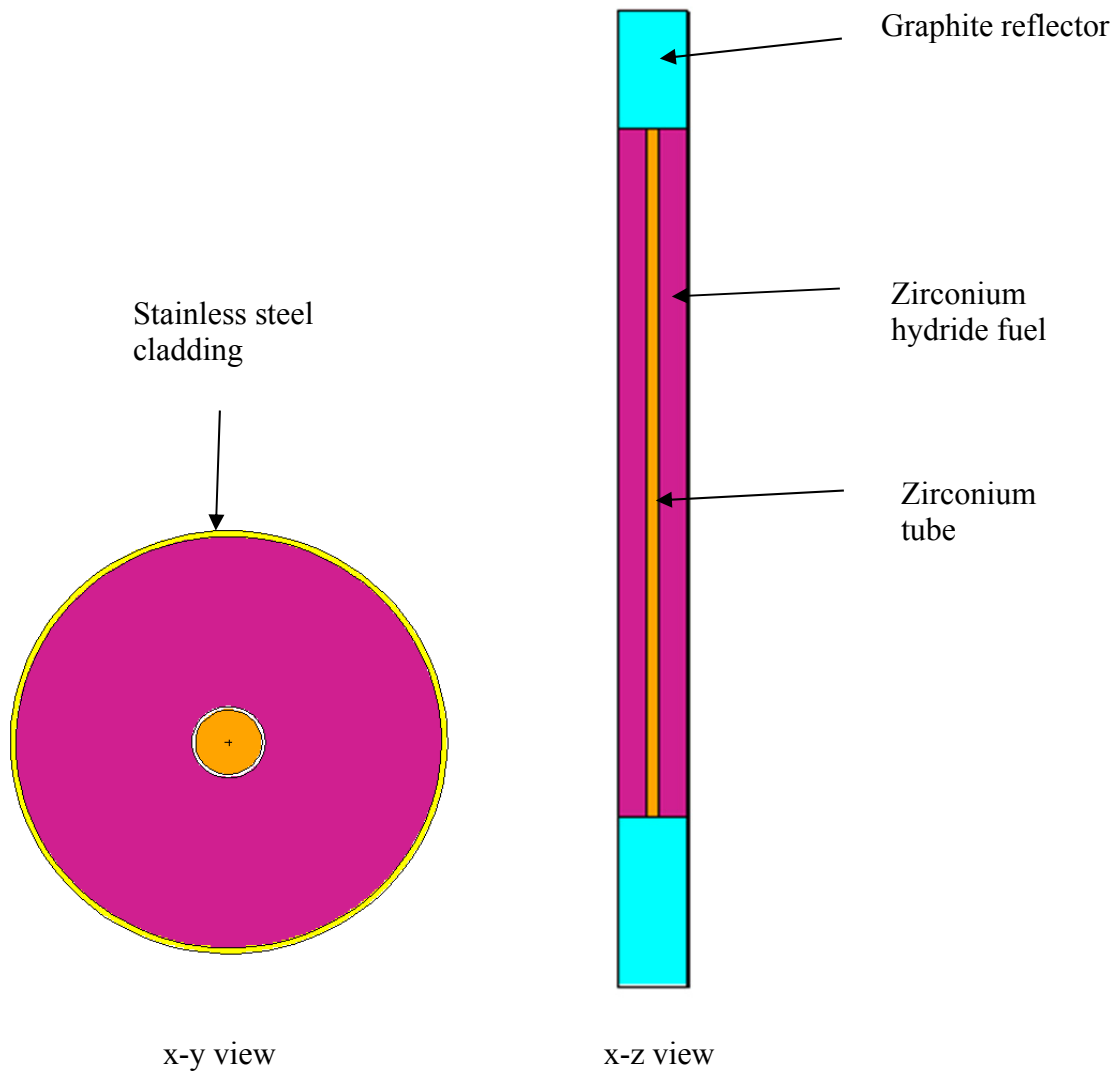 Graphite reflector
Stainless steel
cladding
Zirconium
hydride fuel
Zirconium
tube
x-y view
x-z view